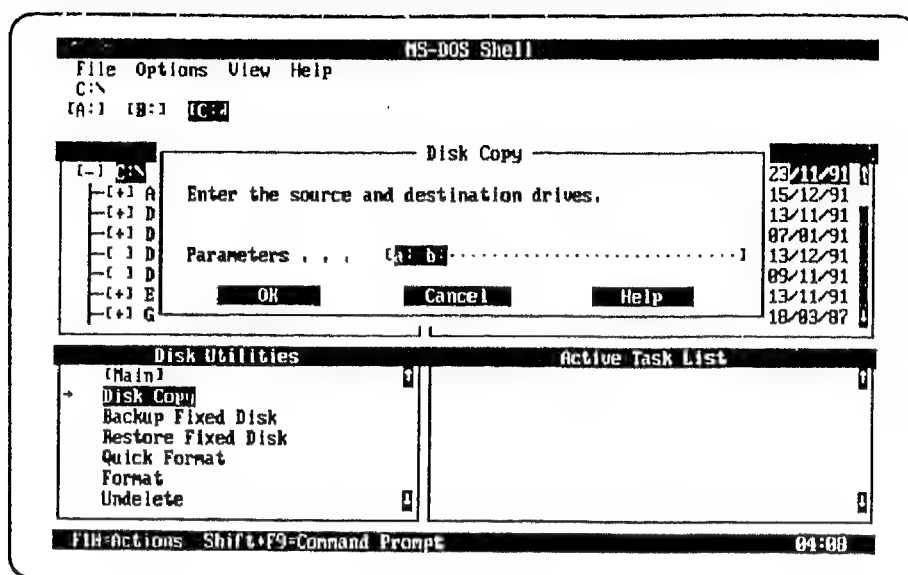 MS-DOS Shell
File Options View Help
C:\
[A:] [B:] [C:]
Disk Copy
[-] C:\ 23/11/91
[+] A Enter the source and destination drives. 15/12/91
[+] D 13/11/91
[+] D 07/01/91
[ ] D Parameters . . . [a: b:···························] 13/12/91
[ ] D 09/11/91
[+] E OK Cancel Help 13/11/91
[+] G 18/03/87
Disk Utilities Active Task List
[Main]
Disk Copy
Backup Fixed Disk
Restore Fixed Disk
Quick Format
Format
Undelete
F10=Actions Shift+F9=Command Prompt 04:08